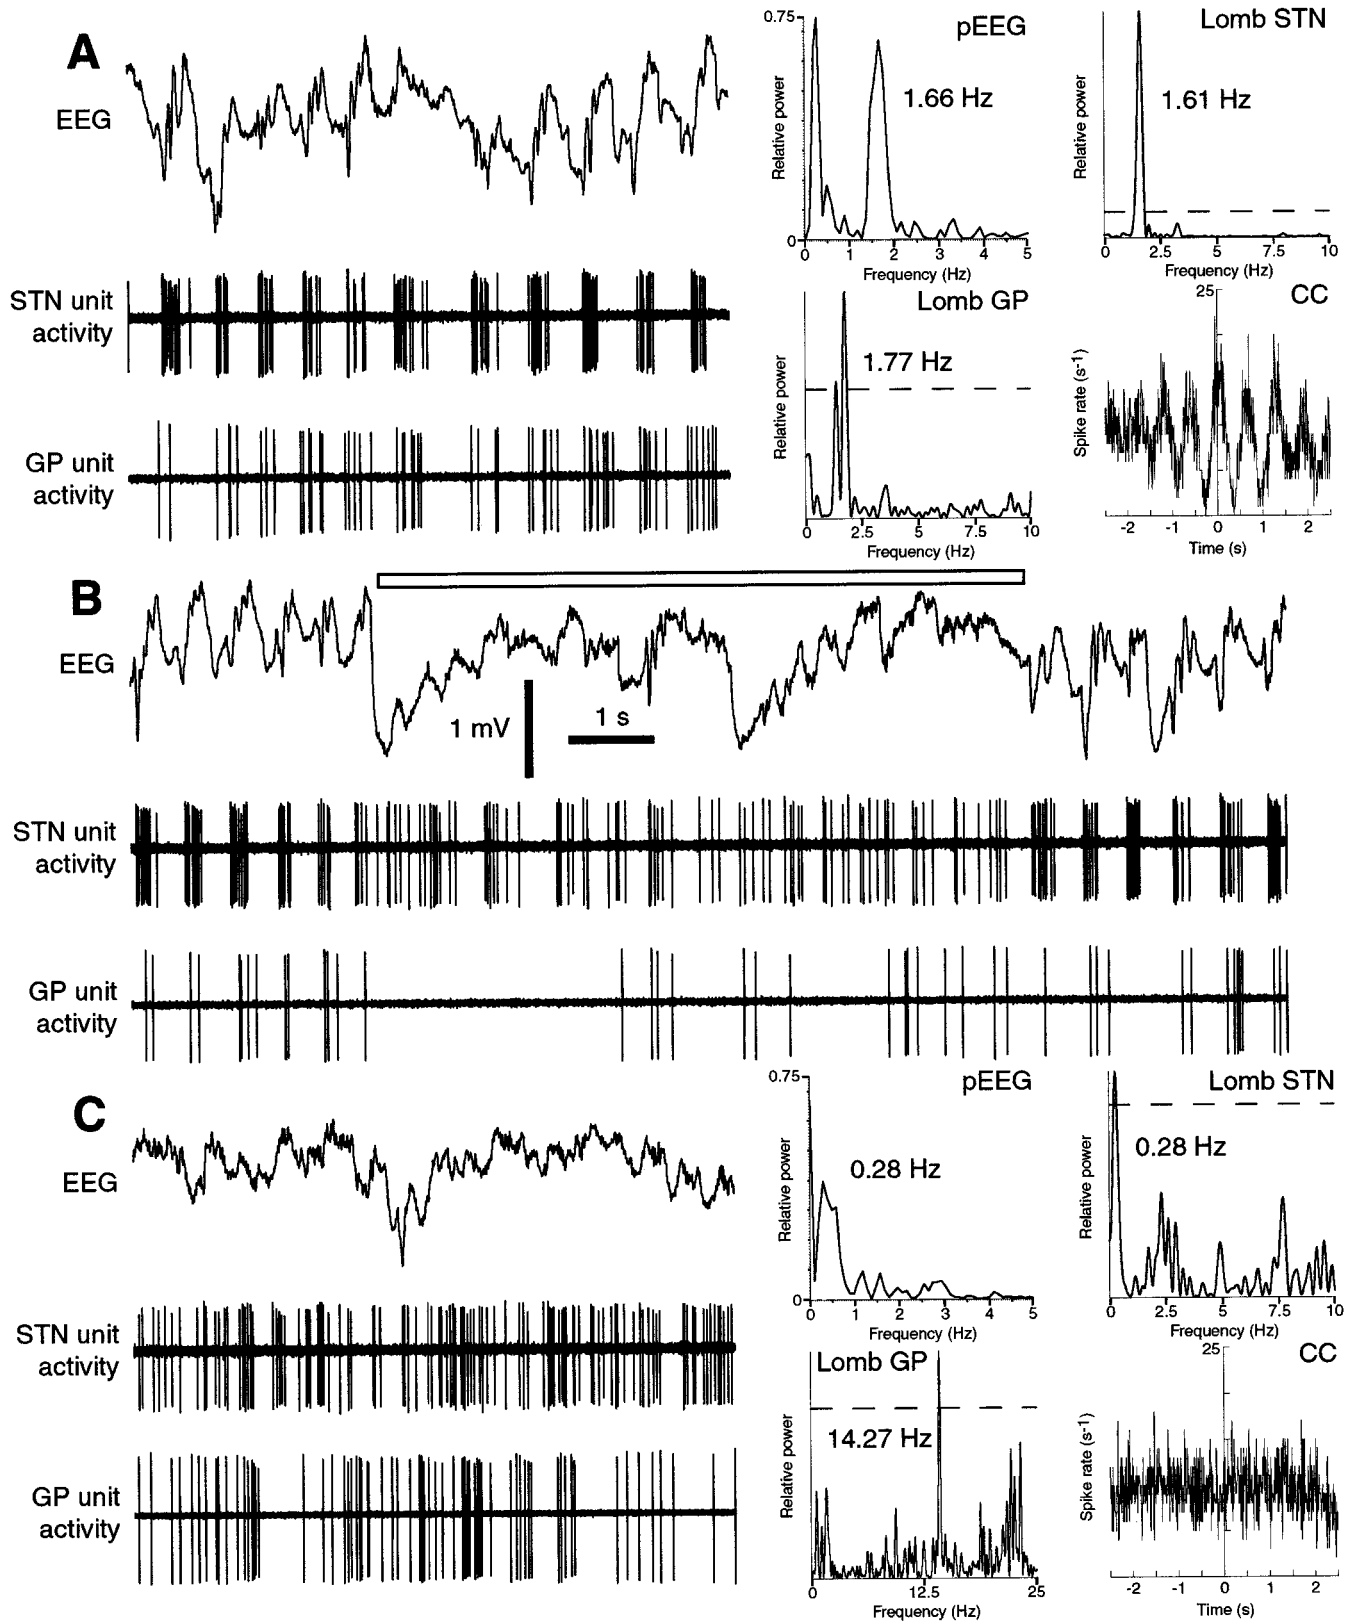 A
EEG
STN unit
activity
GP unit
activity
0.75
pEEG
1.66 Hz
Relative power
0
0 1 2 3 4 5
Frequency (Hz)
Lomb STN
1.61 Hz
Relative power
0 2.5 5 7.5 10
Frequency (Hz)
Lomb GP
1.77 Hz
Relative power
0 2.5 5 7.5 10
Frequency (Hz)
25
CC
Spike rate (s-1)
-2 -1 0 1 2
Time (s)
B
EEG
1 mV
1 s
STN unit
activity
GP unit
activity
C
EEG
STN unit
activity
GP unit
activity
0.75
pEEG
0.28 Hz
Relative power
0
0 1 2 3 4 5
Frequency (Hz)
Lomb STN
0.28 Hz
Relative power
0 2.5 5 7.5 10
Frequency (Hz)
Lomb GP
14.27 Hz
Relative power
0 12.5 25
Frequency (Hz)
25
CC
Spike rate (s-1)
-2 -1 0 1 2
Time (s)